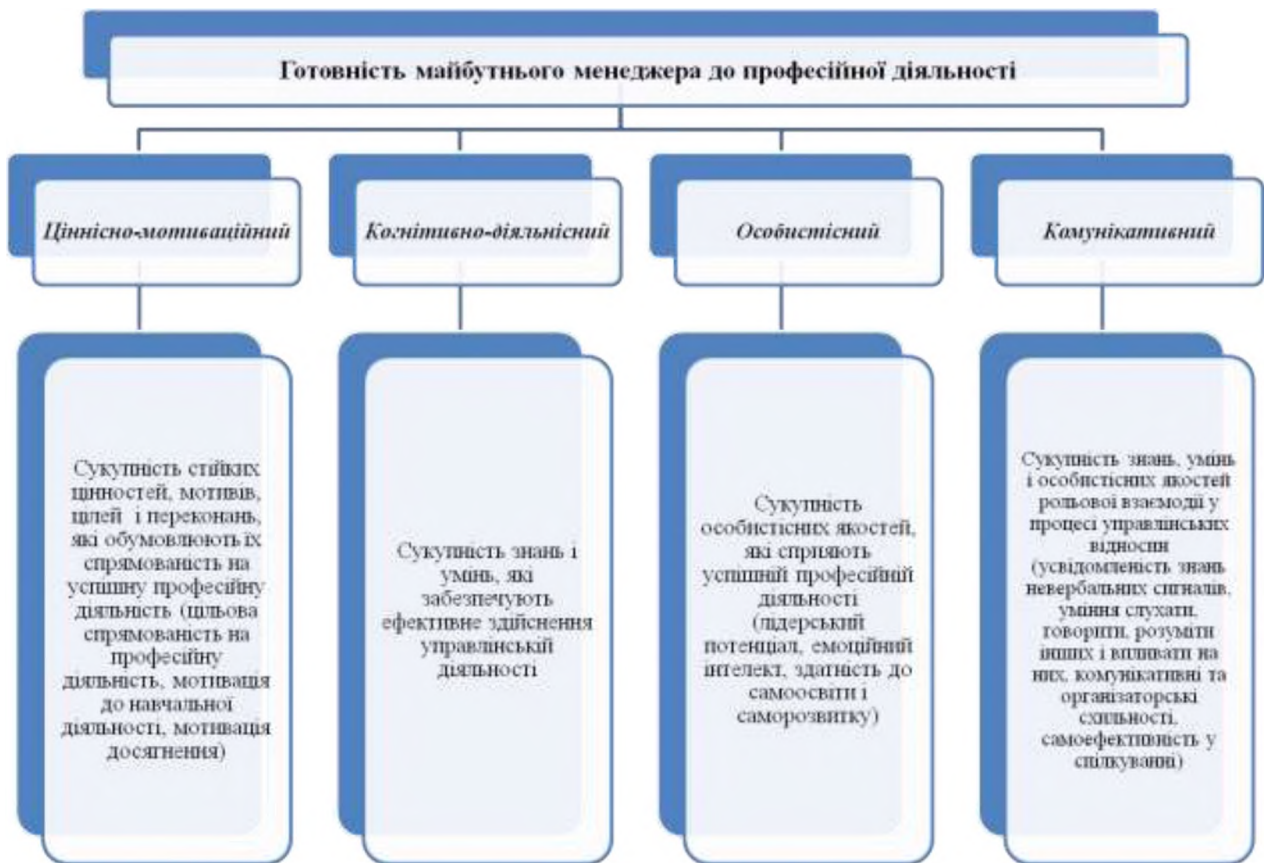 Готовність майбутнього менеджера до професійної діяльності
Ціннісно-мотиваційний
Когнітивно-діяльнісний
Особистісний
Комунікативний
Сукупність стійких
цінностей, мотивів,
цілей і переконань,
які обумовлюють їх
спрямованість на
успішну професійну
діяльність (цільова
спрямованість на
професійну
діяльність, мотивація
до навчальної
діяльності, мотивація
досягнення)
Сукупність знань і
умінь, які
забезпечують
ефективне здійснення
управлінській
діяльності
Сукупність
особистісних якостей,
які сприяють
успішній професійній
діяльності
(лідерський
потенціал, емоційний
інтелект, здатність до
самоосвіти і
саморозвитку)
Сукупність знань, умінь
і особистісних якостей
рольової взаємодії у
процесі управлінських
відносин
(усвідомленість знань
невербальних сигналів,
уміння слухати,
говорити, розуміти
інших і впливати на
них, комунікативні та
організаторські
схильності,
самоефективність у
спілкуванні)